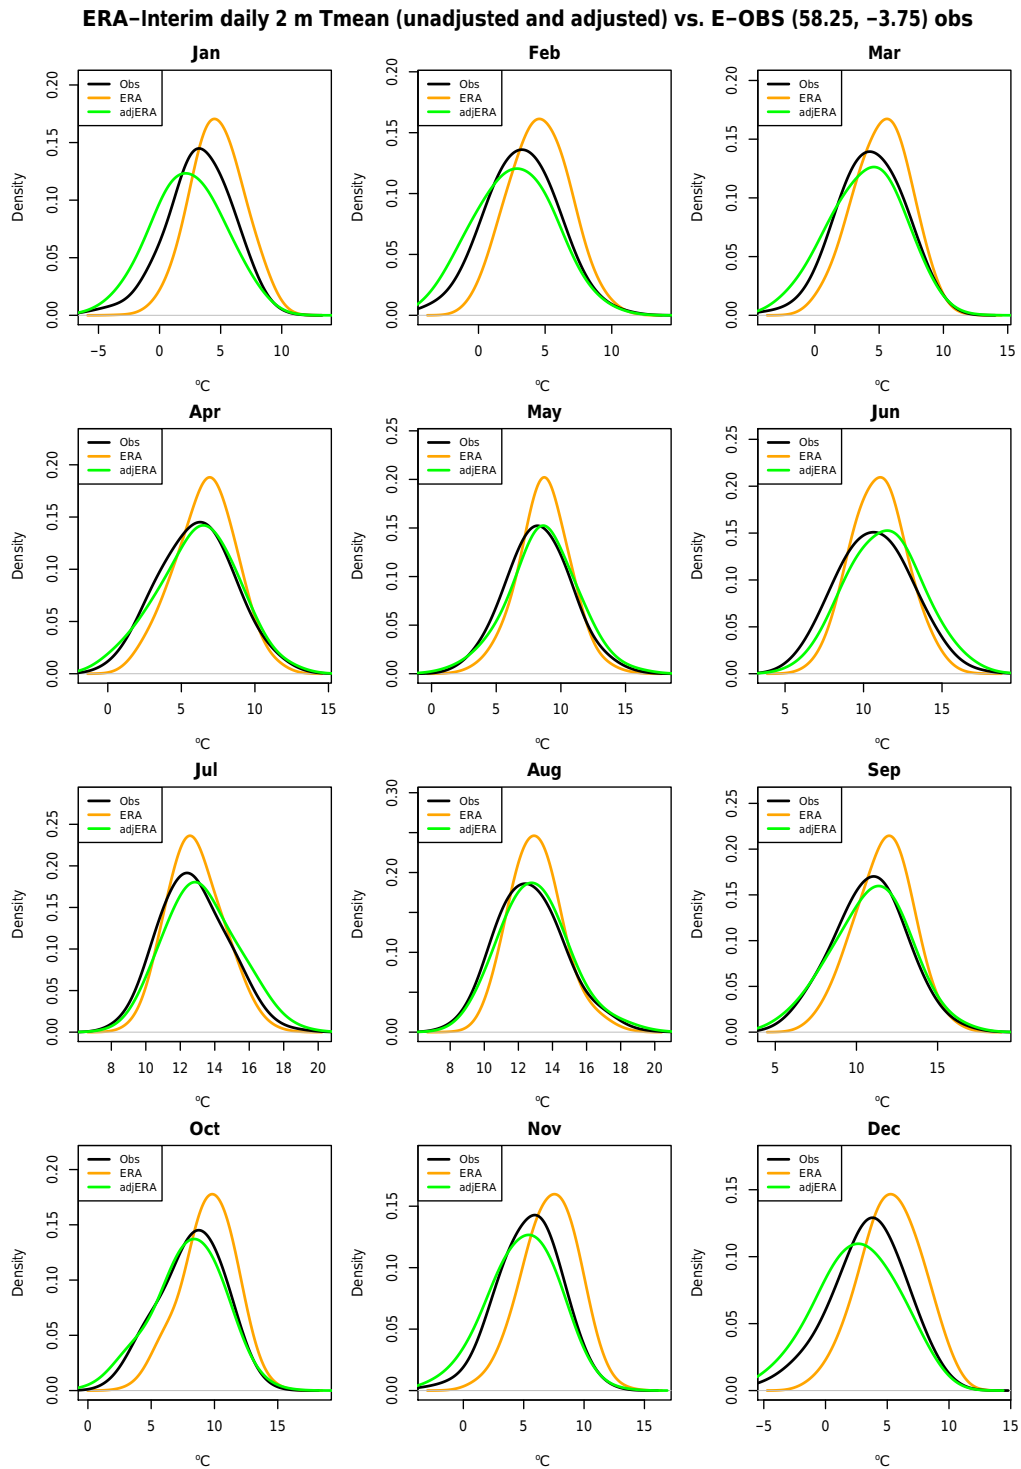 ERA−Interim daily 2 m Tmean (unadjusted and adjusted) vs. E−OBS (58.25, −3.75) obs
Jan
Obs
ERA
adjERA
Density
0.00 0.05 0.10 0.15 0.20
−5 0 5 10
°C
Feb
Obs
ERA
adjERA
Density
0.00 0.05 0.10 0.15 0.20
0 5 10
°C
Mar
Obs
ERA
adjERA
Density
0.00 0.05 0.10 0.15 0.20
0 5 10 15
°C
Apr
Obs
ERA
adjERA
Density
0.00 0.05 0.10 0.15 0.20
0 5 10 15
°C
May
Obs
ERA
adjERA
Density
0.00 0.05 0.10 0.15 0.20 0.25
0 5 10 15
°C
Jun
Obs
ERA
adjERA
Density
0.00 0.05 0.10 0.15 0.20 0.25
5 10 15
°C
Jul
Obs
ERA
adjERA
Density
0.00 0.05 0.10 0.15 0.20 0.25
8 10 12 14 16 18 20
°C
Aug
Obs
ERA
adjERA
Density
0.00 0.10 0.20 0.30
8 10 12 14 16 18 20
°C
Sep
Obs
ERA
adjERA
Density
0.00 0.05 0.10 0.15 0.20 0.25
5 10 15
°C
Oct
Obs
ERA
adjERA
Density
0.00 0.05 0.10 0.15 0.20
0 5 10 15
°C
Nov
Obs
ERA
adjERA
Density
0.00 0.05 0.10 0.15
0 5 10 15
°C
Dec
Obs
ERA
adjERA
Density
0.00 0.05 0.10 0.15
−5 0 5 10 15
°C